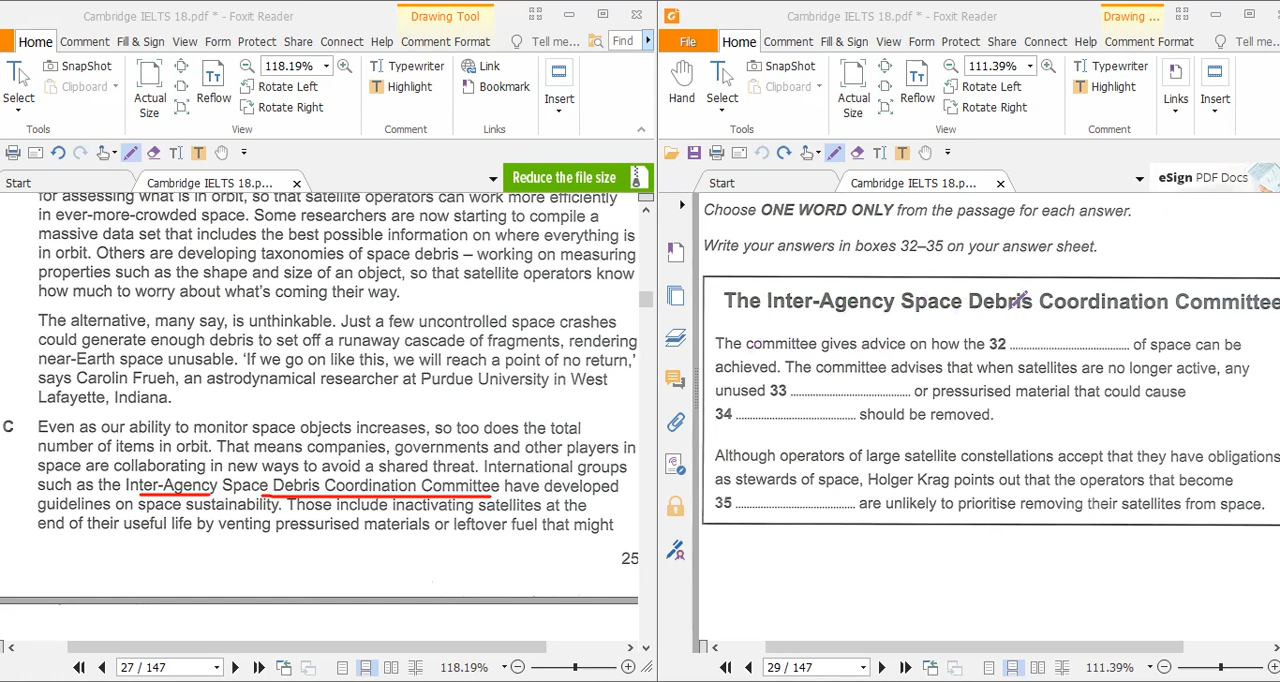 Cambridge IELTS 18.pdf * - Foxit Reader
Drawing Tool
Home Comment Fill & Sign View Form Protect Share Connect Help Comment Format Tell me... Find
Select
SnapShot
Clipboard
Actual Size
Reflow
118.19%
Rotate Left
Rotate Right
Typewriter
Highlight
Link
Bookmark
Insert
Tools View Comment Links
Reduce the file size
Start
Cambridge IELTS 18.p...
for assessing what is in orbit, so that satellite operators can work more efficiently
in ever-more-crowded space. Some researchers are now starting to compile a
massive data set that includes the best possible information on where everything is
in orbit. Others are developing taxonomies of space debris – working on measuring
properties such as the shape and size of an object, so that satellite operators know
how much to worry about what's coming their way.
The alternative, many say, is unthinkable. Just a few uncontrolled space crashes
could generate enough debris to set off a runaway cascade of fragments, rendering
near-Earth space unusable. 'If we go on like this, we will reach a point of no return,'
says Carolin Frueh, an astrodynamical researcher at Purdue University in West
Lafayette, Indiana.
C Even as our ability to monitor space objects increases, so too does the total
number of items in orbit. That means companies, governments and other players in
space are collaborating in new ways to avoid a shared threat. International groups
such as the Inter-Agency Space Debris Coordination Committee have developed
guidelines on space sustainability. Those include inactivating satellites at the
end of their useful life by venting pressurised materials or leftover fuel that might
25
27 / 147
118.19%
Cambridge IELTS 18.pdf * - Foxit Reader
Drawing ...
File Home Comment Fill & Sign View Form Protect Share Connect Help Comment Format Tell me...
Hand
Select
SnapShot
Clipboard
Actual Size
Reflow
111.39%
Rotate Left
Rotate Right
Typewriter
Highlight
Links
Insert
Tools View Comment
eSign PDF Docs
Start
Cambridge IELTS 18.p...
Choose ONE WORD ONLY from the passage for each answer.
Write your answers in boxes 32–35 on your answer sheet.
The Inter-Agency Space Debris Coordination Committee
The committee gives advice on how the 32 .............................. of space can be
achieved. The committee advises that when satellites are no longer active, any
unused 33 .............................. or pressurised material that could cause
34 .............................. should be removed.
Although operators of large satellite constellations accept that they have obligations
as stewards of space, Holger Krag points out that the operators that become
35 .............................. are unlikely to prioritise removing their satellites from space.
29 / 147
111.39%